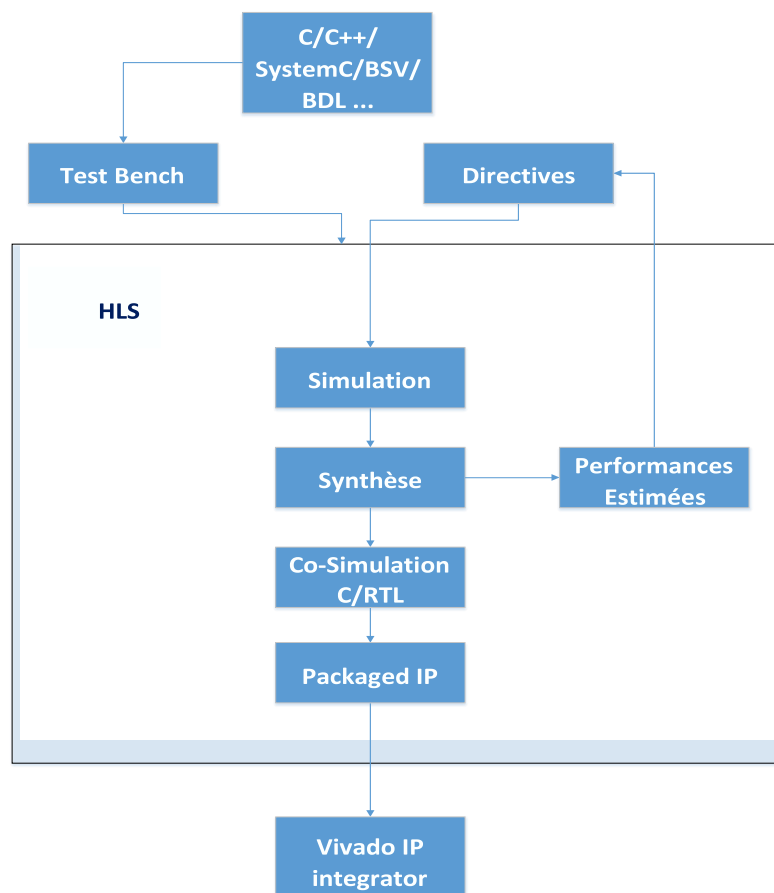 C/C++/
SystemC/BSV/
BDL ...
Test Bench
Directives
HLS
Simulation
Synthèse
Performances
Estimées
Co-Simulation
C/RTL
Packaged IP
Vivado IP
integrator